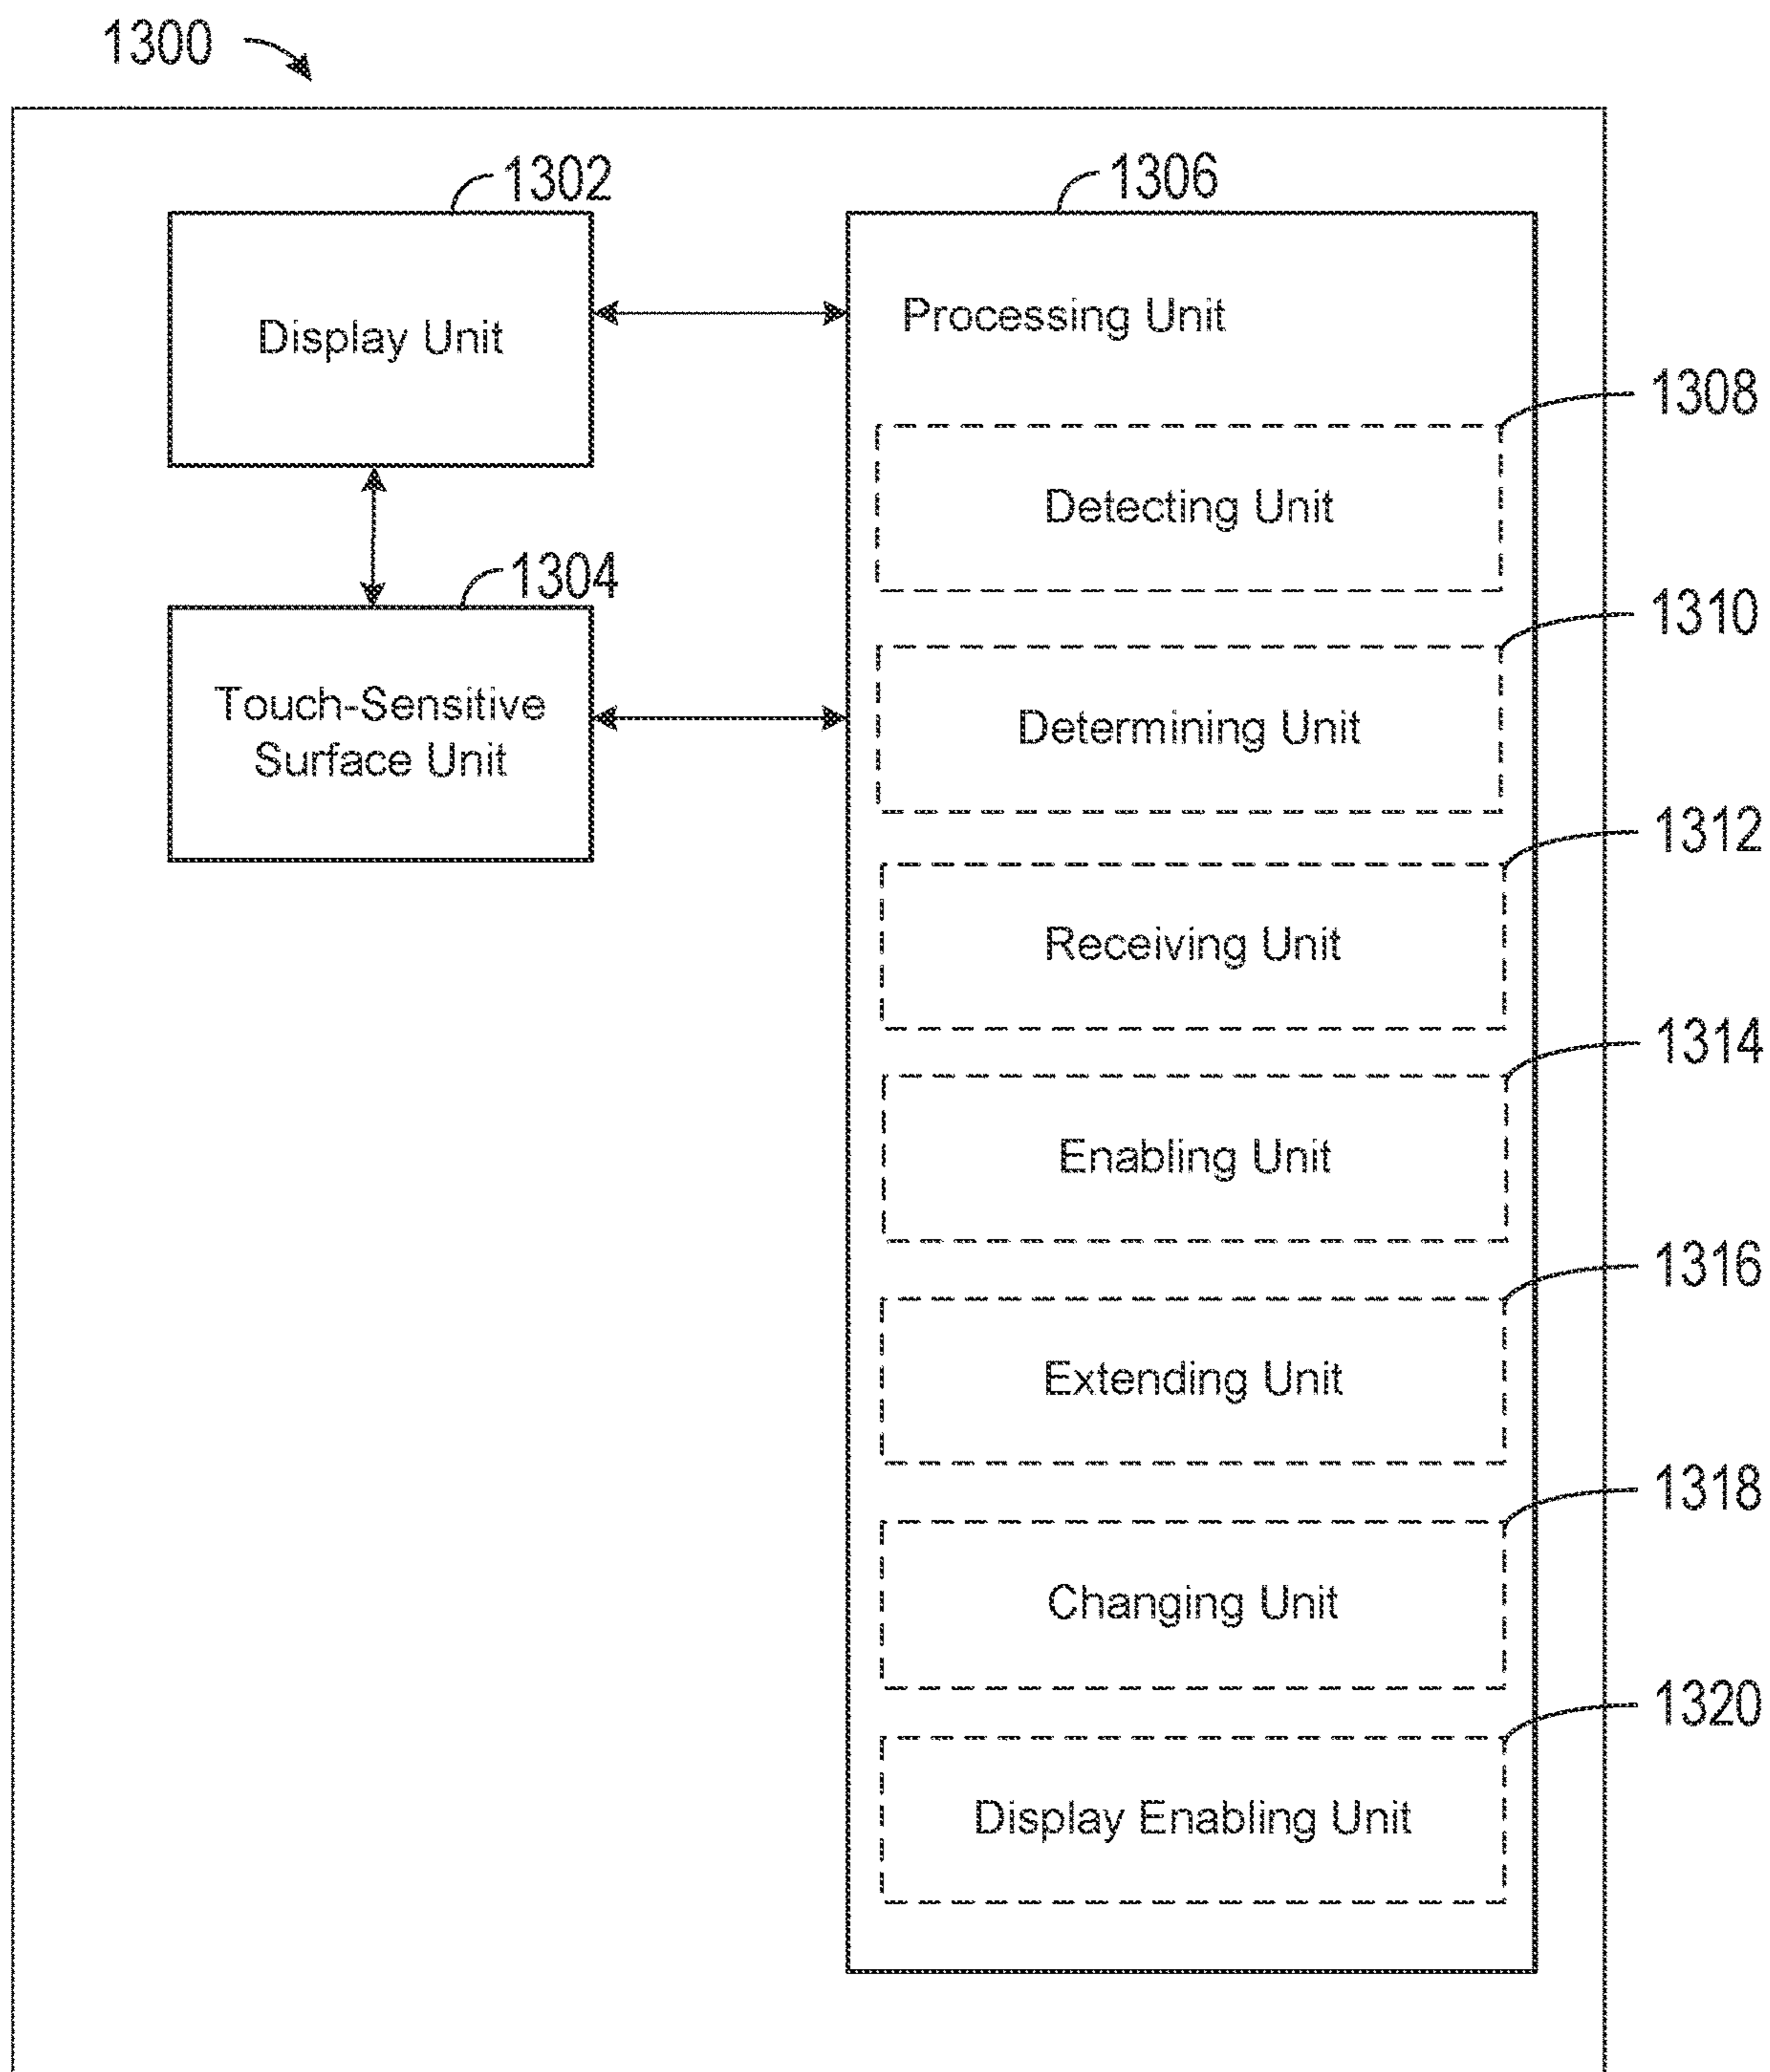 1300
1302
1306
Display Unit
Processing Unit
1308
Detecting Unit
1304
1310
Touch-Sensitive
Surface Unit
Determining Unit
1312
Receiving Unit
1314
Enabling Unit
1316
Extending Unit
1318
Changing Unit
1320
Display Enabling Unit